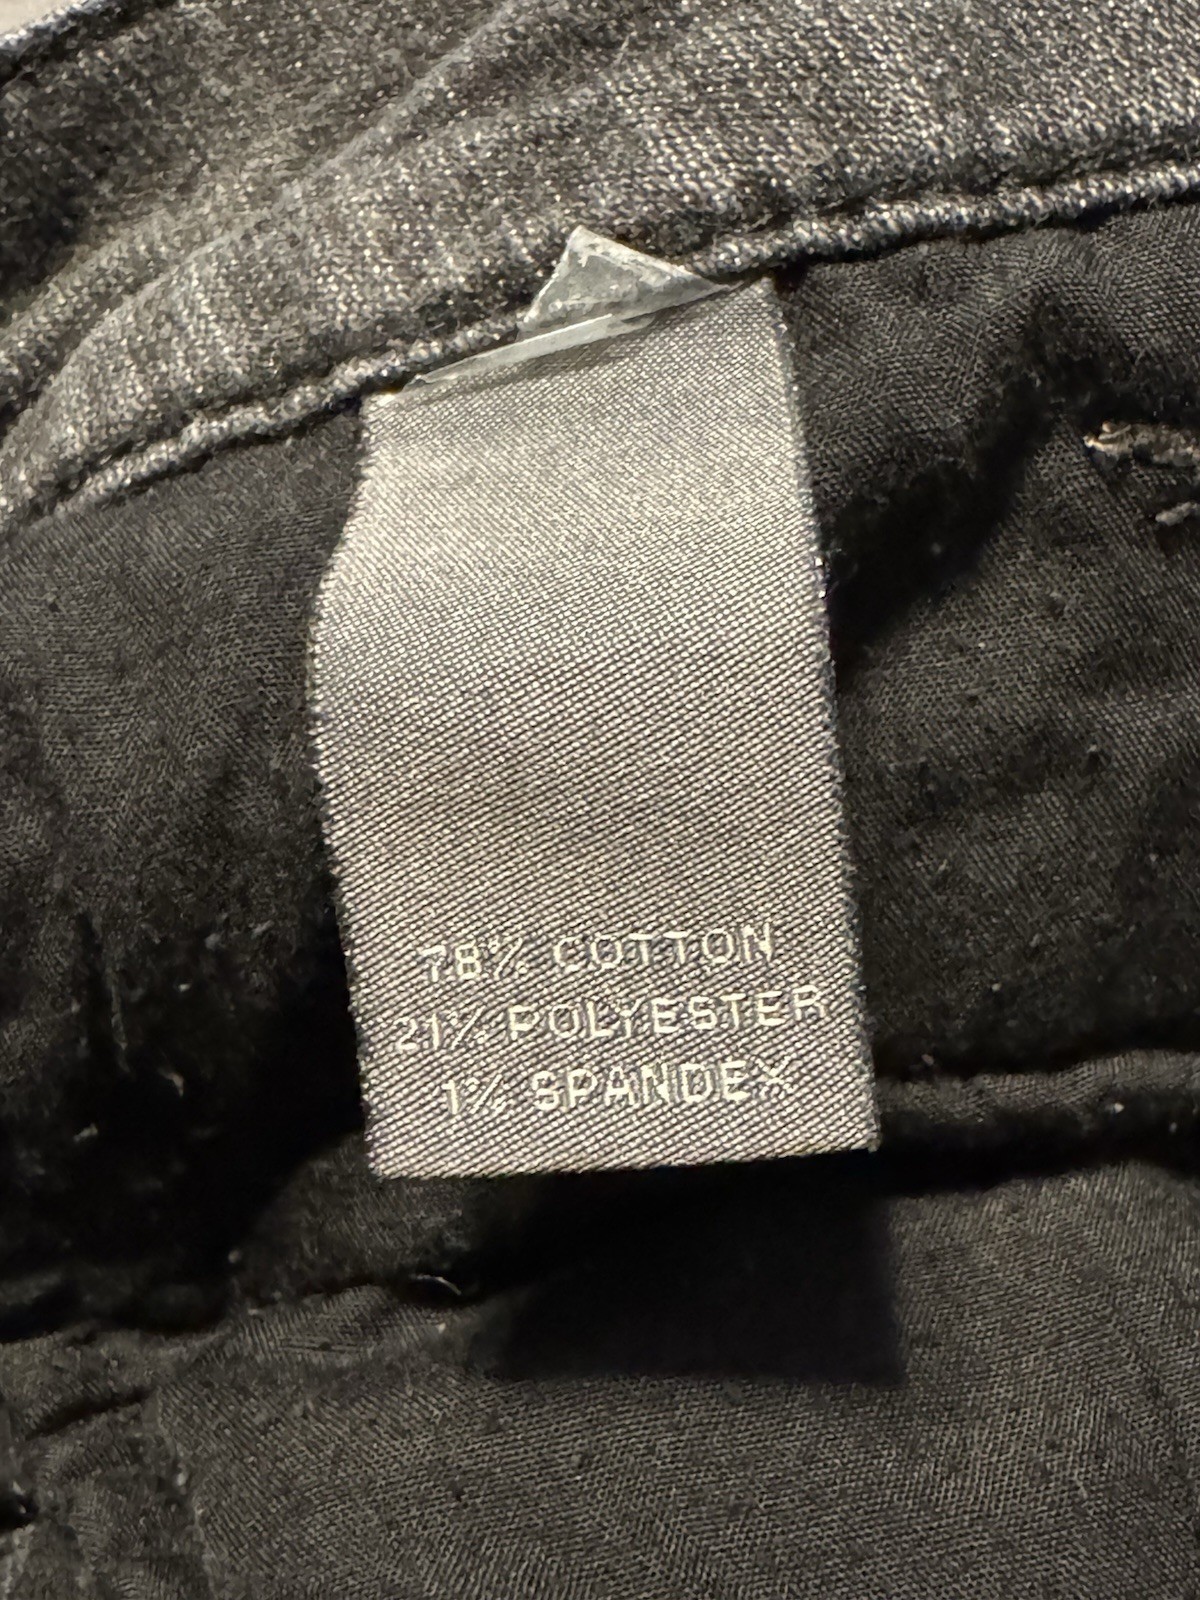 78% COTTON
21% POLYESTER
1% SPANDEX